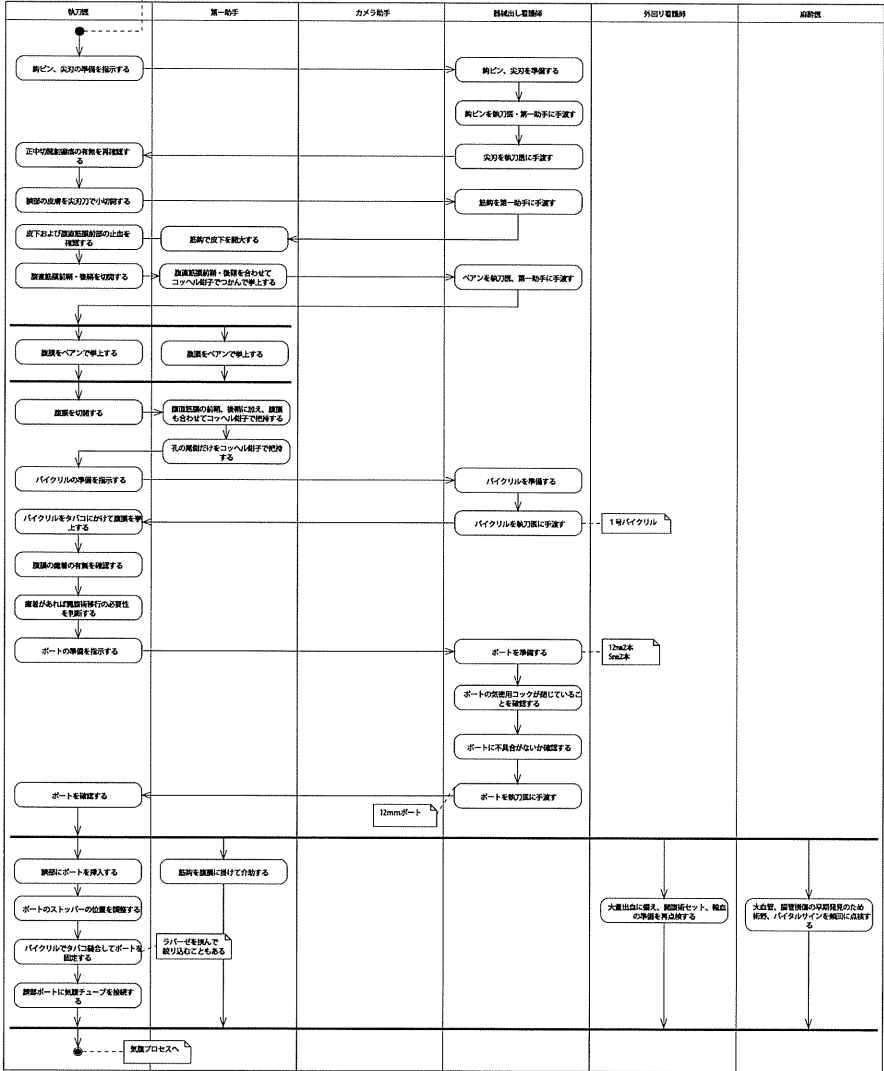 執刀医 第一助手 カメラ助手 器械出し看護師 外回り看護師 麻酔医
鉤ピン、尖刃の準備を指示する
鉤ピン、尖刃を準備する
鉤ピンを執刀医・第一助手に手渡す
正中切開創瘢痕の有無を再確認す
る
尖刃を執刀医に手渡す
臍部の皮膚を尖刃刀で小切開する
筋鉤を第一助手に手渡す
皮下および腹直筋膜前部の止血を
確認する
筋鉤で皮下を開大する
腹直筋膜前鞘・後鞘を切開する
腹直筋膜前鞘・後鞘を合わせて
コッヘル鉗子でつかんで挙上する
ペアンを執刀医、第一助手に手渡す
腹膜をペアンで挙上する
腹膜をペアンで挙上する
腹膜を切開する
腹直筋膜の前鞘、後鞘に加え、腹膜
も合わせてコッヘル鉗子で把持する
孔の尾側だけをコッヘル鉗子で把持
する
バイクリルの準備を指示する
バイクリルを準備する
バイクリルをタバコにかけて腹膜を挙
上する
バイクリルを執刀医に手渡す
1号バイクリル
腹膜の癒着の有無を確認する
癒着があれば開腹術移行の必要性
を判断する
ポートの準備を指示する
ポートを準備する
12mm2本
5mm2本
ポートの気密用コックが閉じているこ
とを確認する
ポートに不具合がないか確認する
ポートを確認する
ポートを執刀医に手渡す
12mmポート
臍部にポートを挿入する
筋鉤を腹膜に掛けて介助する
ポートのストッパーの位置を調整する
大量出血に備え、開腹術セット、輸血
の準備を再点検する
大血管、腸管損傷の早期発見のため
術野、バイタルサインを頻回に点検す
る
バイクリルでタバコ縫合してポートを
固定する
ラパーゼを挟んで
絞り込むこともある
臍部ポートに気腹チューブを接続す
る
気腹プロセスへ